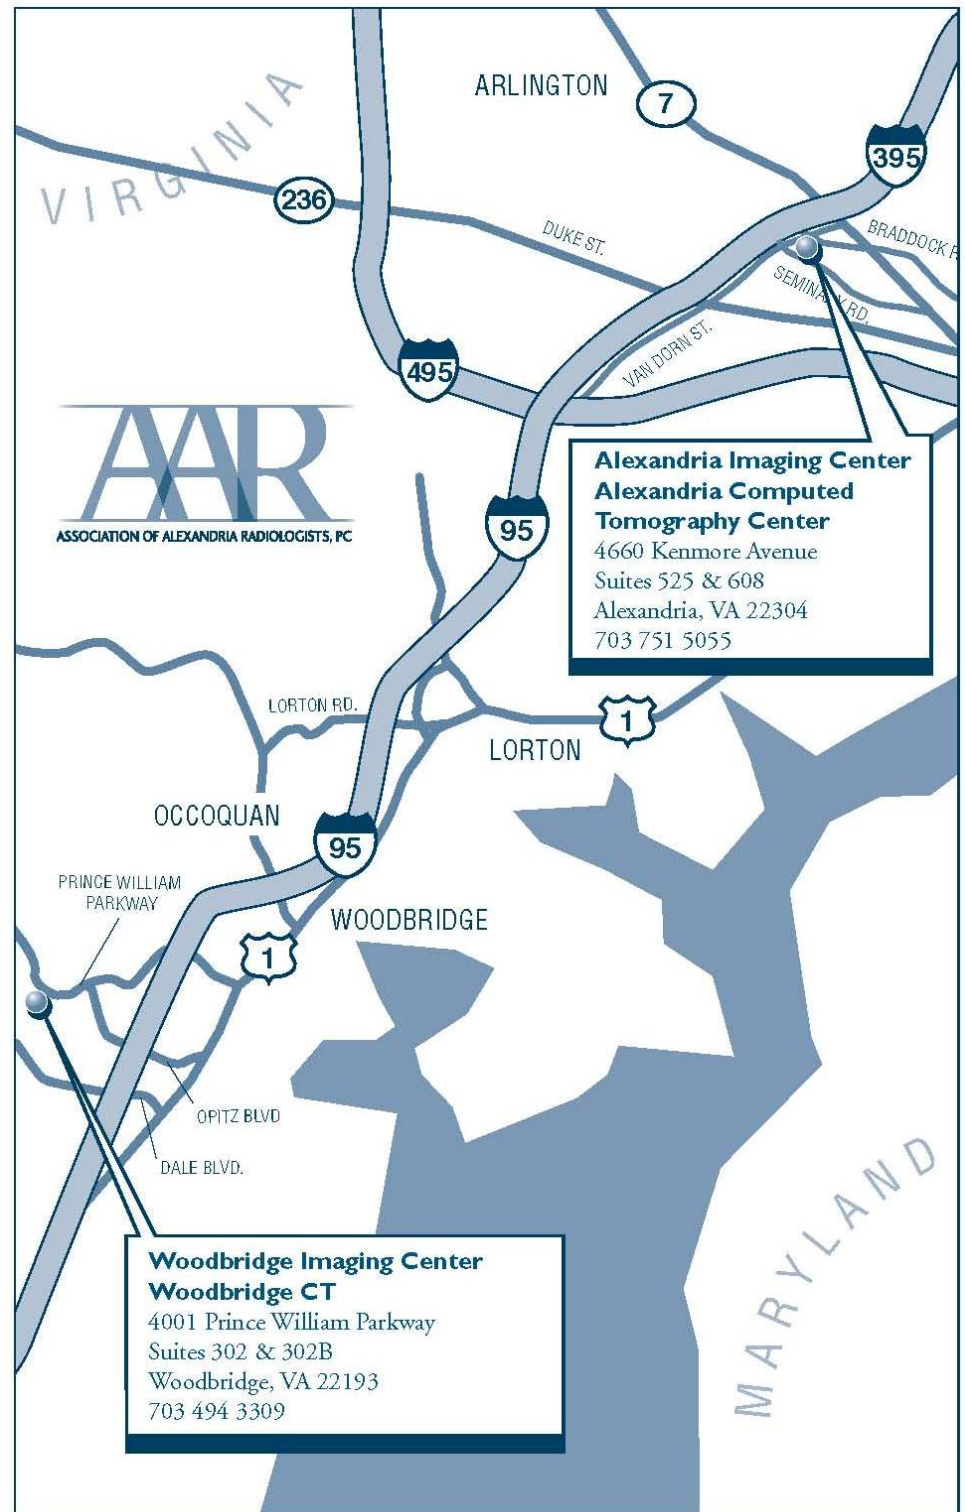 VIRGINIA
ARLINGTON
7
395
236
DUKE ST.
BRADDOCK R
SEMINARY RD.
VAN DORN ST.
495
AAR
ASSOCIATION OF ALEXANDRIA RADIOLOGISTS, PC
95
Alexandria Imaging Center
Alexandria Computed
Tomography Center
4660 Kenmore Avenue
Suites 525 & 608
Alexandria, VA 22304
703 751 5055
LORTON RD.
1
LORTON
OCCOQUAN
95
PRINCE WILLIAM
PARKWAY
WOODBRIDGE
1
OPITZ BLVD
DALE BLVD.
MARYLAND
Woodbridge Imaging Center
Woodbridge CT
4001 Prince William Parkway
Suites 302 & 302B
Woodbridge, VA 22193
703 494 3309